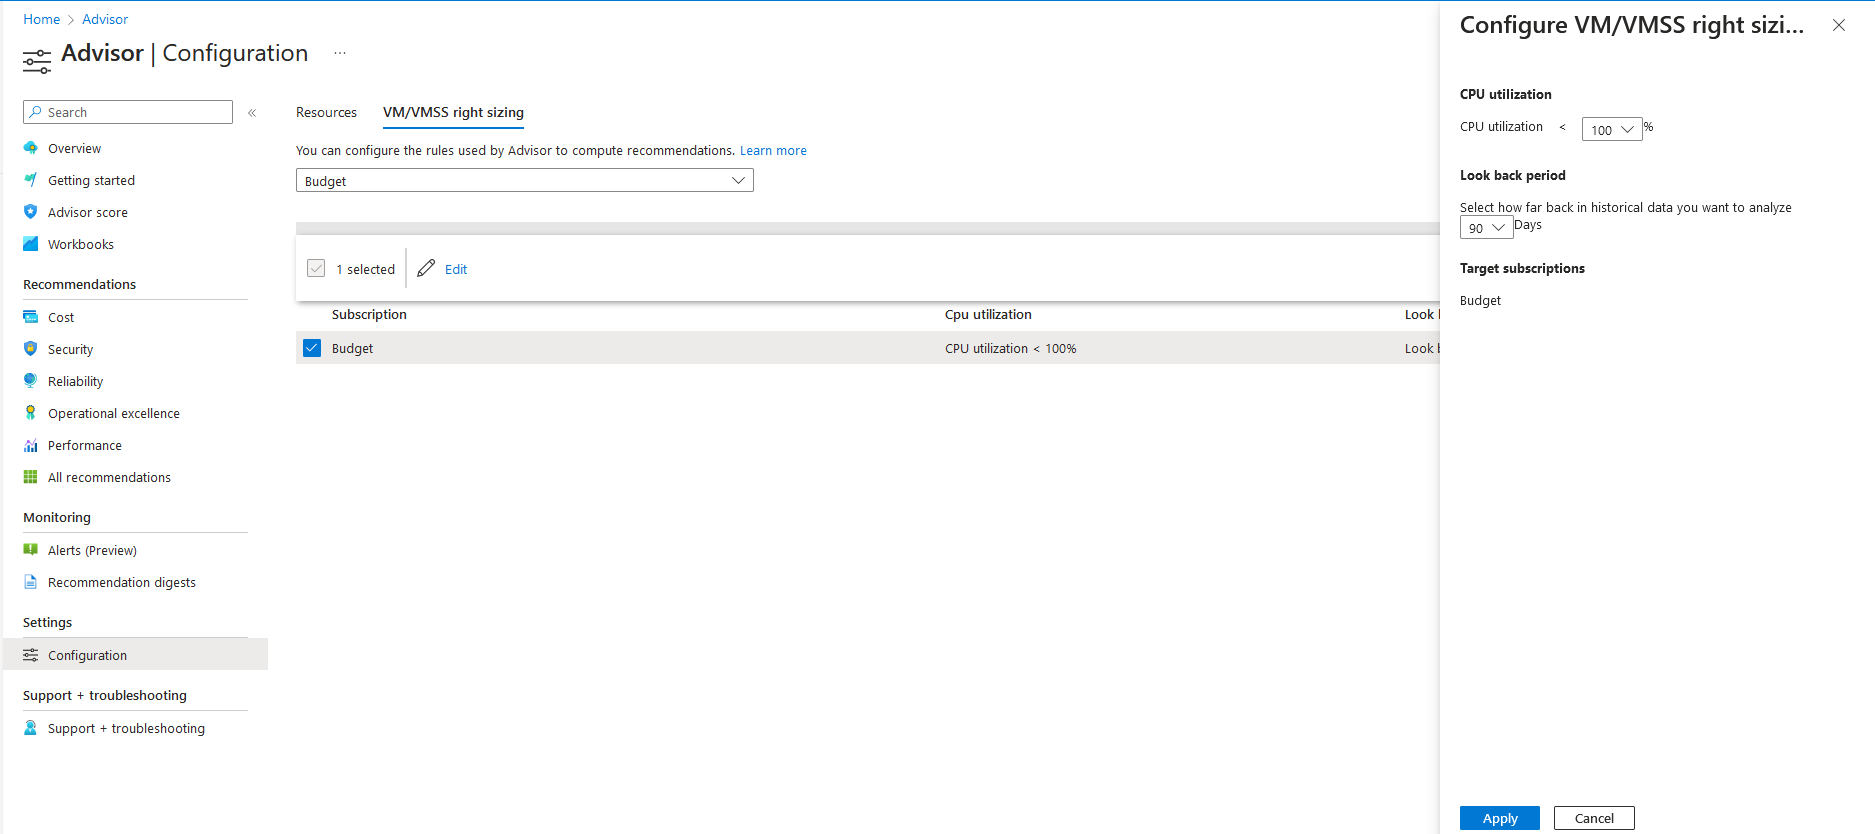 Home > Advisor
Advisor | Configuration ...
Search «
Overview
Getting started
Advisor score
Workbooks
Recommendations
Cost
Security
Reliability
Operational excellence
Performance
All recommendations
Monitoring
Alerts (Preview)
Recommendation digests
Settings
Configuration
Support + troubleshooting
Support + troubleshooting
Resources VM/VMSS right sizing
You can configure the rules used by Advisor to compute recommendations. Learn more
Budget
1 selected Edit
Subscription Cpu utilization Look
Budget CPU utilization < 100% Look
Configure VM/VMSS right sizi...
CPU utilization
CPU utilization < 100 %
Look back period
Select how far back in historical data you want to analyze
90 Days
Target subscriptions
Budget
Apply Cancel